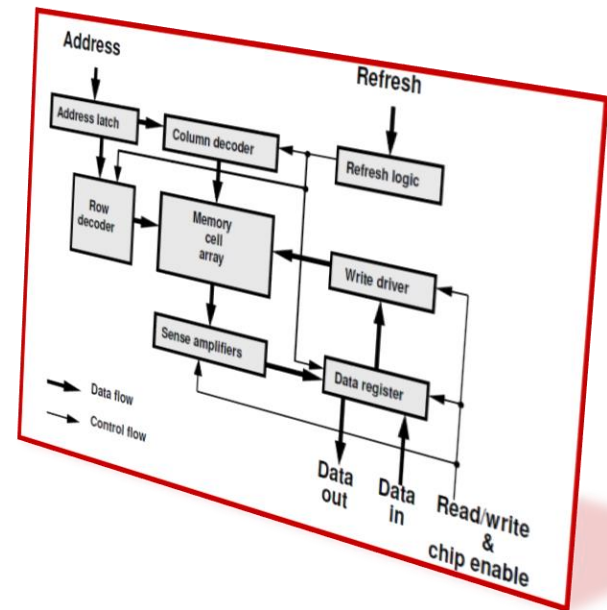 Address
Refresh
Address latch
Column decoder
Refresh logic
Row
decoder
Memory
cell
array
Write driver
Sense amplifiers
Data register
Data flow
Control flow
Data
out
Data
in
Read/write
&
chip enable